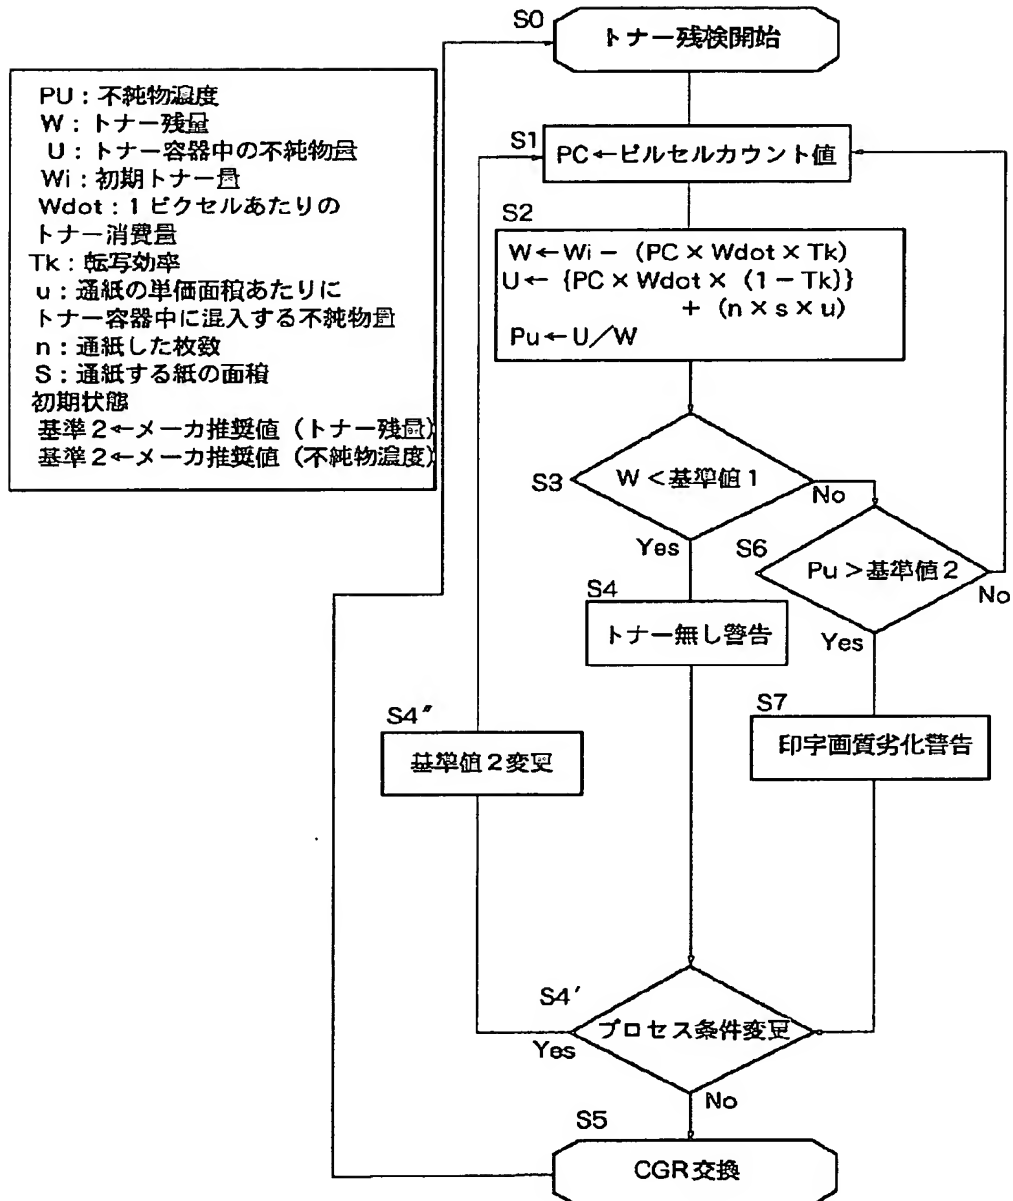 S0
トナー残検開始
PU：不純物濃度
W：トナー残量
U：トナー容器中の不純物量
Wi：初期トナー量
Wdot：1ピクセルあたりの
トナー消費量
Tk：転写効率
u：通紙の単価面積あたりに
トナー容器中に混入する不純物量
n：通紙した枚数
S：通紙する紙の面積
初期状態
基準2←メーカ推奨値（トナー残量）
基準2←メーカ推奨値（不純物濃度）
S1
PC←ピルセルカウント値
S2
W←Wi－（PC×Wdot×Tk）
U←｛PC×Wdot×（1－Tk）｝
＋（n×s×u）
Pu←U／W
S3
W＜基準値1
No
Yes
S6
Pu＞基準値2
No
Yes
S4
トナー無し警告
S7
印字画質劣化警告
S4″
基準値2変更
S4′
プロセス条件変更
Yes
No
S5
CGR交換